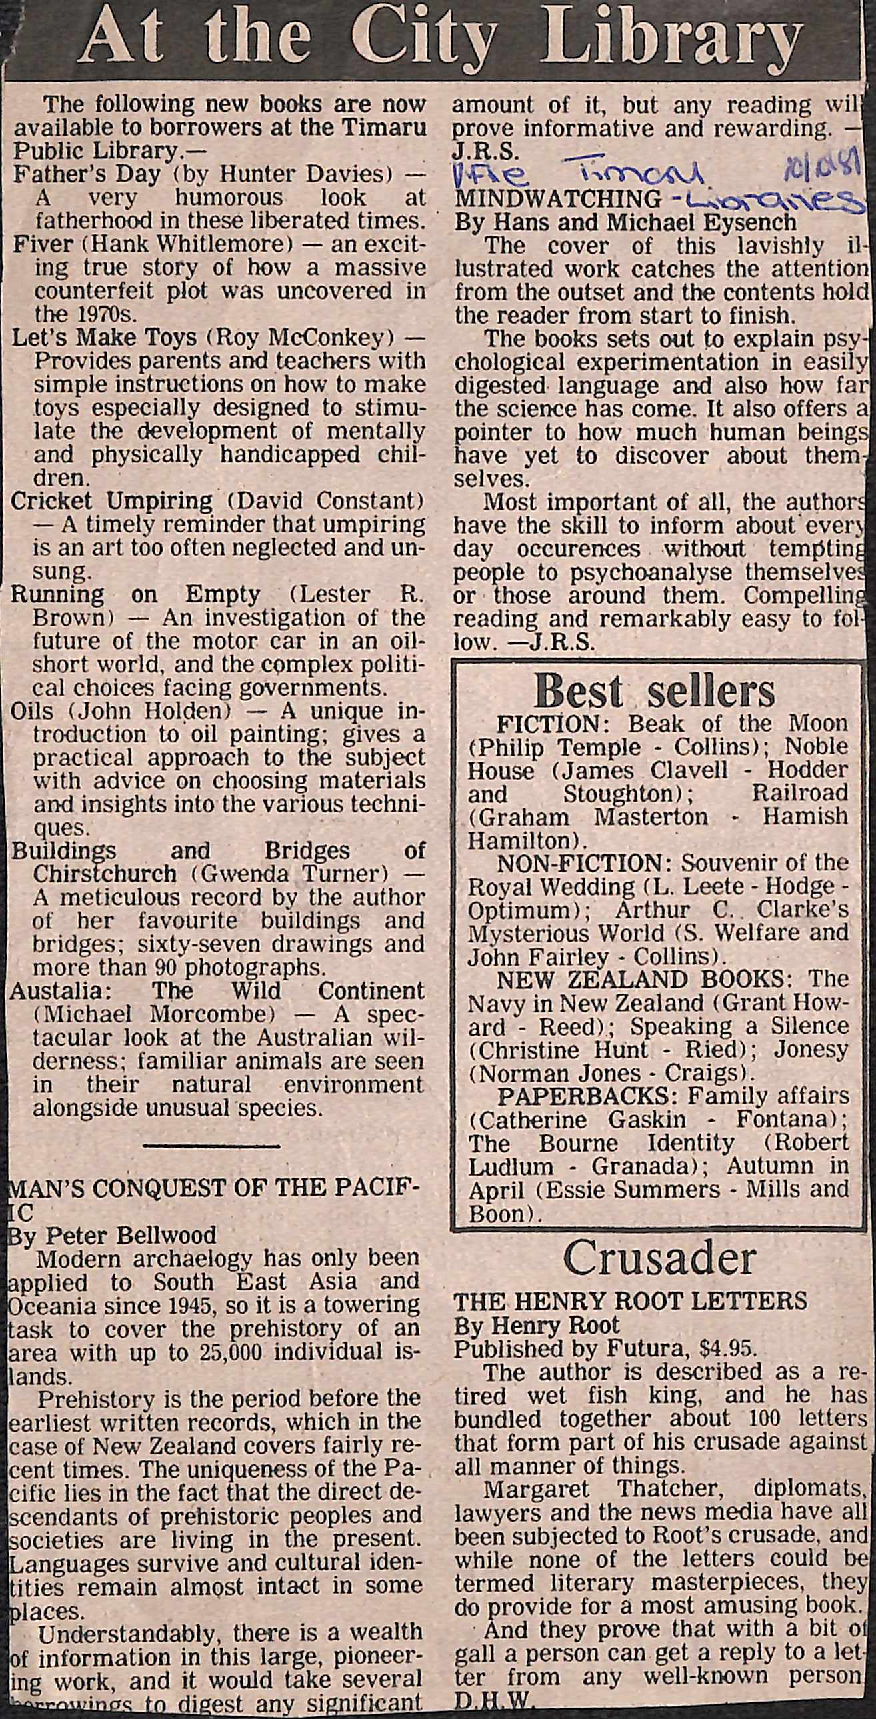 At the City Library
The following new books are now
available to borrowers at the Timaru
Public Library.—
Father's Day (by Hunter Davies) —
A very humorous look at
fatherhood in these liberated times.
Fiver (Hank Whitlemore) — an excit-
ing true story of how a massive
counterfeit plot was uncovered in
the 1970s.
Let's Make Toys (Roy McConkey) —
Provides parents and teachers with
simple instructions on how to make
toys especially designed to stimu-
late the development of mentally
and physically handicapped chil-
dren.
Cricket Umpiring (David Constant)
— A timely reminder that umpiring
is an art too often neglected and un-
sung.
Running on Empty (Lester R.
Brown) — An investigation of the
future of the motor car in an oil-
short world, and the complex politi-
cal choices facing governments.
Oils (John Holden) — A unique in-
troduction to oil painting; gives a
practical approach to the subject
with advice on choosing materials
and insights into the various techni-
ques.
Buildings and Bridges of
Chirstchurch (Gwenda Turner) —
A meticulous record by the author
of her favourite buildings and
bridges; sixty-seven drawings and
more than 90 photographs.
Austalia: The Wild Continent
(Michael Morcombe) — A spec-
tacular look at the Australian wil-
derness; familiar animals are seen
in their natural environment
alongside unusual species.
MAN'S CONQUEST OF THE PACIF-
IC
By Peter Bellwood
Modern archaelogy has only been
applied to South East Asia and
Oceania since 1945, so it is a towering
task to cover the prehistory of an
area with up to 25,000 individual is-
lands.
Prehistory is the period before the
earliest written records, which in the
case of New Zealand covers fairly re-
cent times. The uniqueness of the Pa-
cific lies in the fact that the direct de-
scendants of prehistoric peoples and
societies are living in the present.
Languages survive and cultural iden-
tities remain almost intact in some
places.
Understandably, there is a wealth
of information in this large, pioneer-
ing work, and it would take several
borrowings to digest any significant
amount of it, but any reading will
prove informative and rewarding. —
J.R.S.
Timaru
MINDWATCHING - Libraries
By Hans and Michael Eysench
The cover of this lavishly il-
lustrated work catches the attention
from the outset and the contents hold
the reader from start to finish.
The books sets out to explain psy-
chological experimentation in easily
digested language and also how far
the science has come. It also offers a
pointer to how much human beings
have yet to discover about them-
selves.
Most important of all, the authors
have the skill to inform about every
day occurences without tempting
people to psychoanalyse themselves
or those around them. Compelling
reading and remarkably easy to fol-
low. —J.R.S.
Best sellers
FICTION: Beak of the Moon
(Philip Temple - Collins); Noble
House (James Clavell - Hodder
and Stoughton); Railroad
(Graham Masterton - Hamish
Hamilton).
NON-FICTION: Souvenir of the
Royal Wedding (L. Leete - Hodge -
Optimum); Arthur C. Clarke's
Mysterious World (S. Welfare and
John Fairley - Collins).
NEW ZEALAND BOOKS: The
Navy in New Zealand (Grant How-
ard - Reed); Speaking a Silence
(Christine Hunt - Ried); Jonesy
(Norman Jones - Craigs).
PAPERBACKS: Family affairs
(Catherine Gaskin - Fontana);
The Bourne Identity (Robert
Ludlum - Granada); Autumn in
April (Essie Summers - Mills and
Boon).
Crusader
THE HENRY ROOT LETTERS
By Henry Root
Published by Futura, $4.95.
The author is described as a re-
tired wet fish king, and he has
bundled together about 100 letters
that form part of his crusade against
all manner of things.
Margaret Thatcher, diplomats,
lawyers and the news media have all
been subjected to Root's crusade, and
while none of the letters could be
termed literary masterpieces, they
do provide for a most amusing book.
And they prove that with a bit of
gall a person can get a reply to a let-
ter from any well-known person
D.H.W.